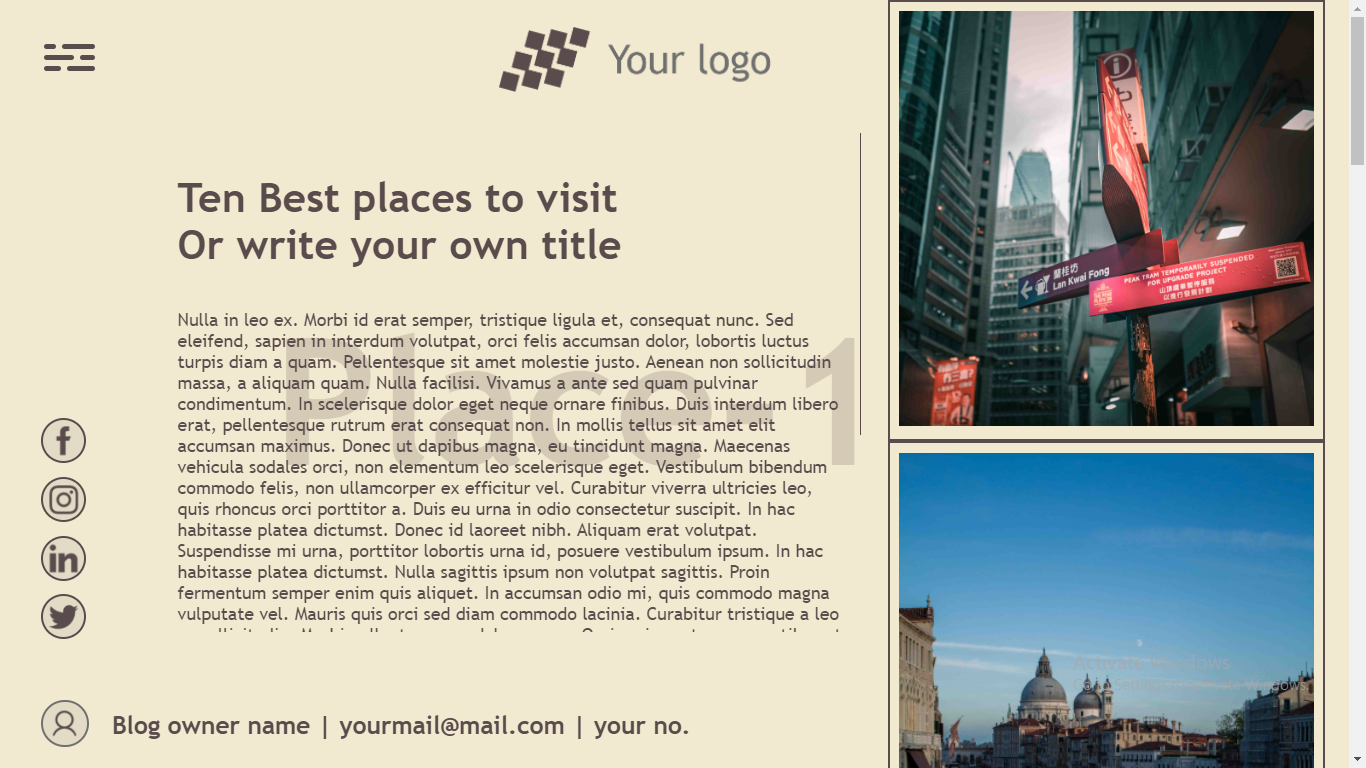 Your logo
Ten Best places to visit
Or write your own title
Place. 1
Nulla in leo ex. Morbi id erat semper, tristique ligula et, consequat nunc. Sed
eleifend, sapien in interdum volutpat, orci felis accumsan dolor, lobortis luctus
turpis diam a quam. Pellentesque sit amet molestie justo. Aenean non sollicitudin
massa, a aliquam quam. Nulla facilisi. Vivamus a ante sed quam pulvinar
condimentum. In scelerisque dolor eget neque ornare finibus. Duis interdum libero
erat, pellentesque rutrum erat consequat non. In mollis tellus sit amet elit
accumsan maximus. Donec ut dapibus magna, eu tincidunt magna. Maecenas
vehicula sodales orci, non elementum leo scelerisque eget. Vestibulum bibendum
commodo felis, non ullamcorper ex efficitur vel. Curabitur viverra ultricies leo,
quis rhoncus orci porttitor a. Duis eu urna in odio consectetur suscipit. In hac
habitasse platea dictumst. Donec id laoreet nibh. Aliquam erat volutpat.
Suspendisse mi urna, porttitor lobortis urna id, posuere vestibulum ipsum. In hac
habitasse platea dictumst. Nulla sagittis ipsum non volutpat sagittis. Proin
fermentum semper enim quis aliquet. In accumsan odio mi, quis commodo magna
vulputate vel. Mauris quis orci sed diam commodo lacinia. Curabitur tristique a leo
Blog owner name | yourmail@mail.com | your no.
蘭桂坊
Lan Kwai Fong
PEAK TRAM TEMPORARILY SUSPENDED
FOR UPGRADE PROJECT
山頂纜車暫停服務
以進行發展計劃
Activate Windows